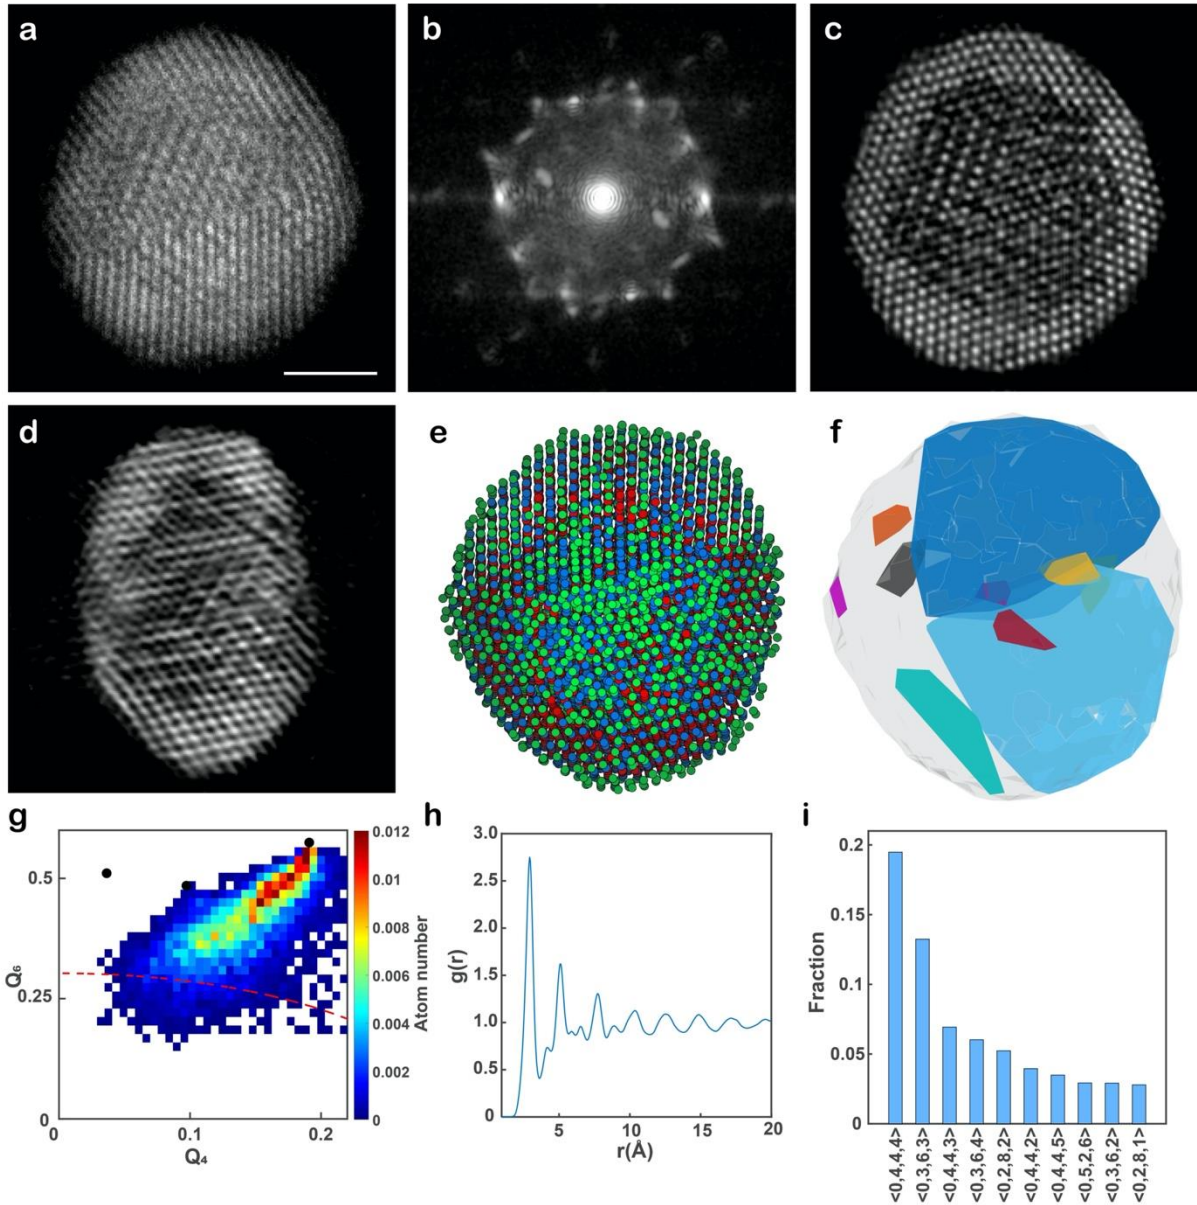 a
b
c
d
e
f
g
0.5
0.25
0
Q6
0
0.1
0.2
Q4
0.012
0.010
0.008
0.006
0.004
0.002
0
Atom number
h
3.0
2.5
2.0
1.5
1.0
0.5
0
g(r)
5
10
15
20
r(Å)
i
0.2
0.15
0.1
0.05
0
Fraction
<0,4,4,4>
<0,3,6,3>
<0,4,4,3>
<0,3,6,4>
<0,2,8,2>
<0,4,4,2>
<0,4,4,5>
<0,5,2,6>
<0,3,6,2>
<0,2,8,1>